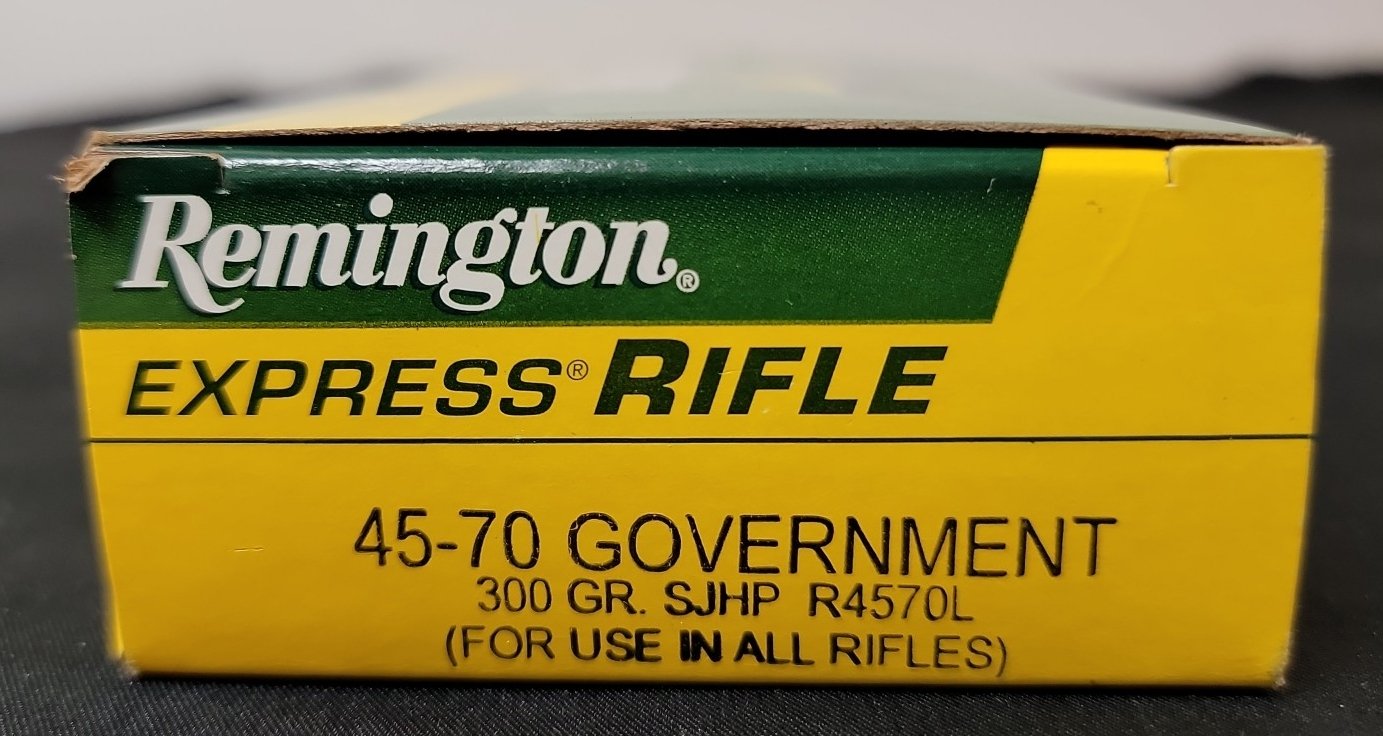 Remington®
EXPRESS® RIFLE
45-70 GOVERNMENT
300 GR. SJHP R4570L
(FOR USE IN ALL RIFLES)